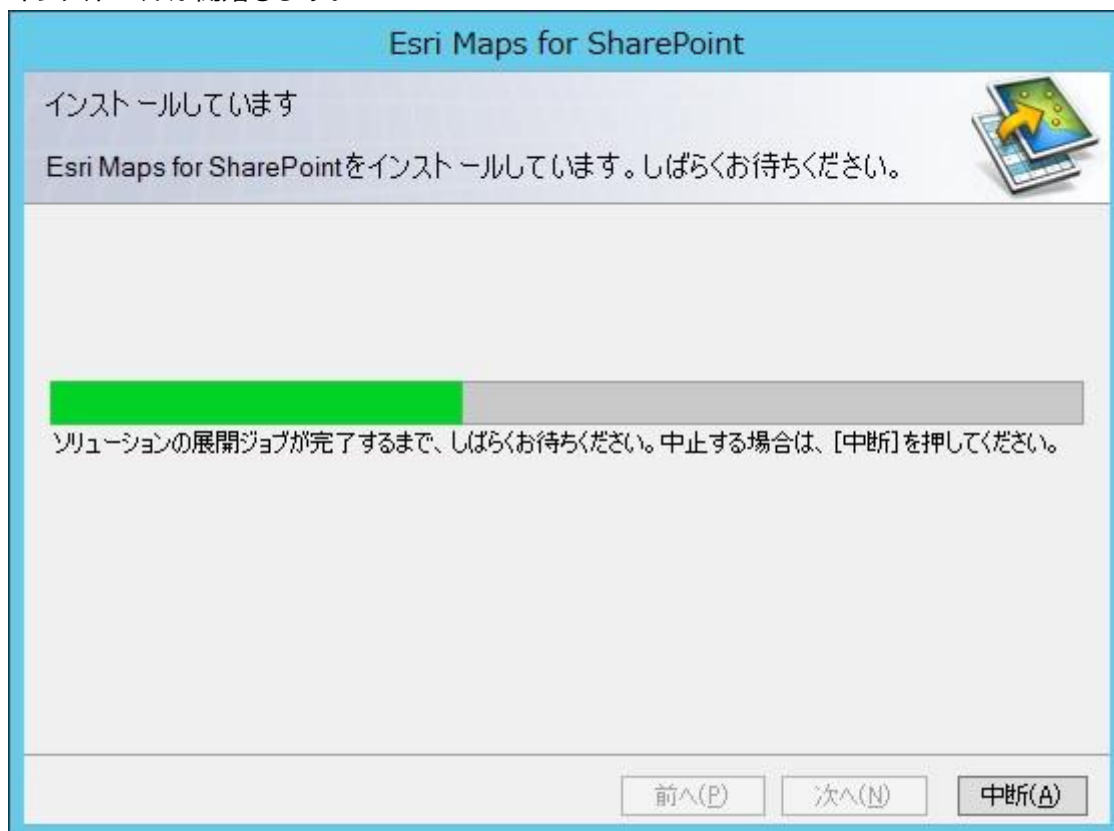 Esri Maps for SharePoint
インストールしています
Esri Maps for SharePointをインストールしています。しばらくお待ちください。
ソリューションの展開ジョブが完了するまで、しばらくお待ちください。中止する場合は、[中断]を押してください。
前へ(P) 次へ(N) 中断(A)